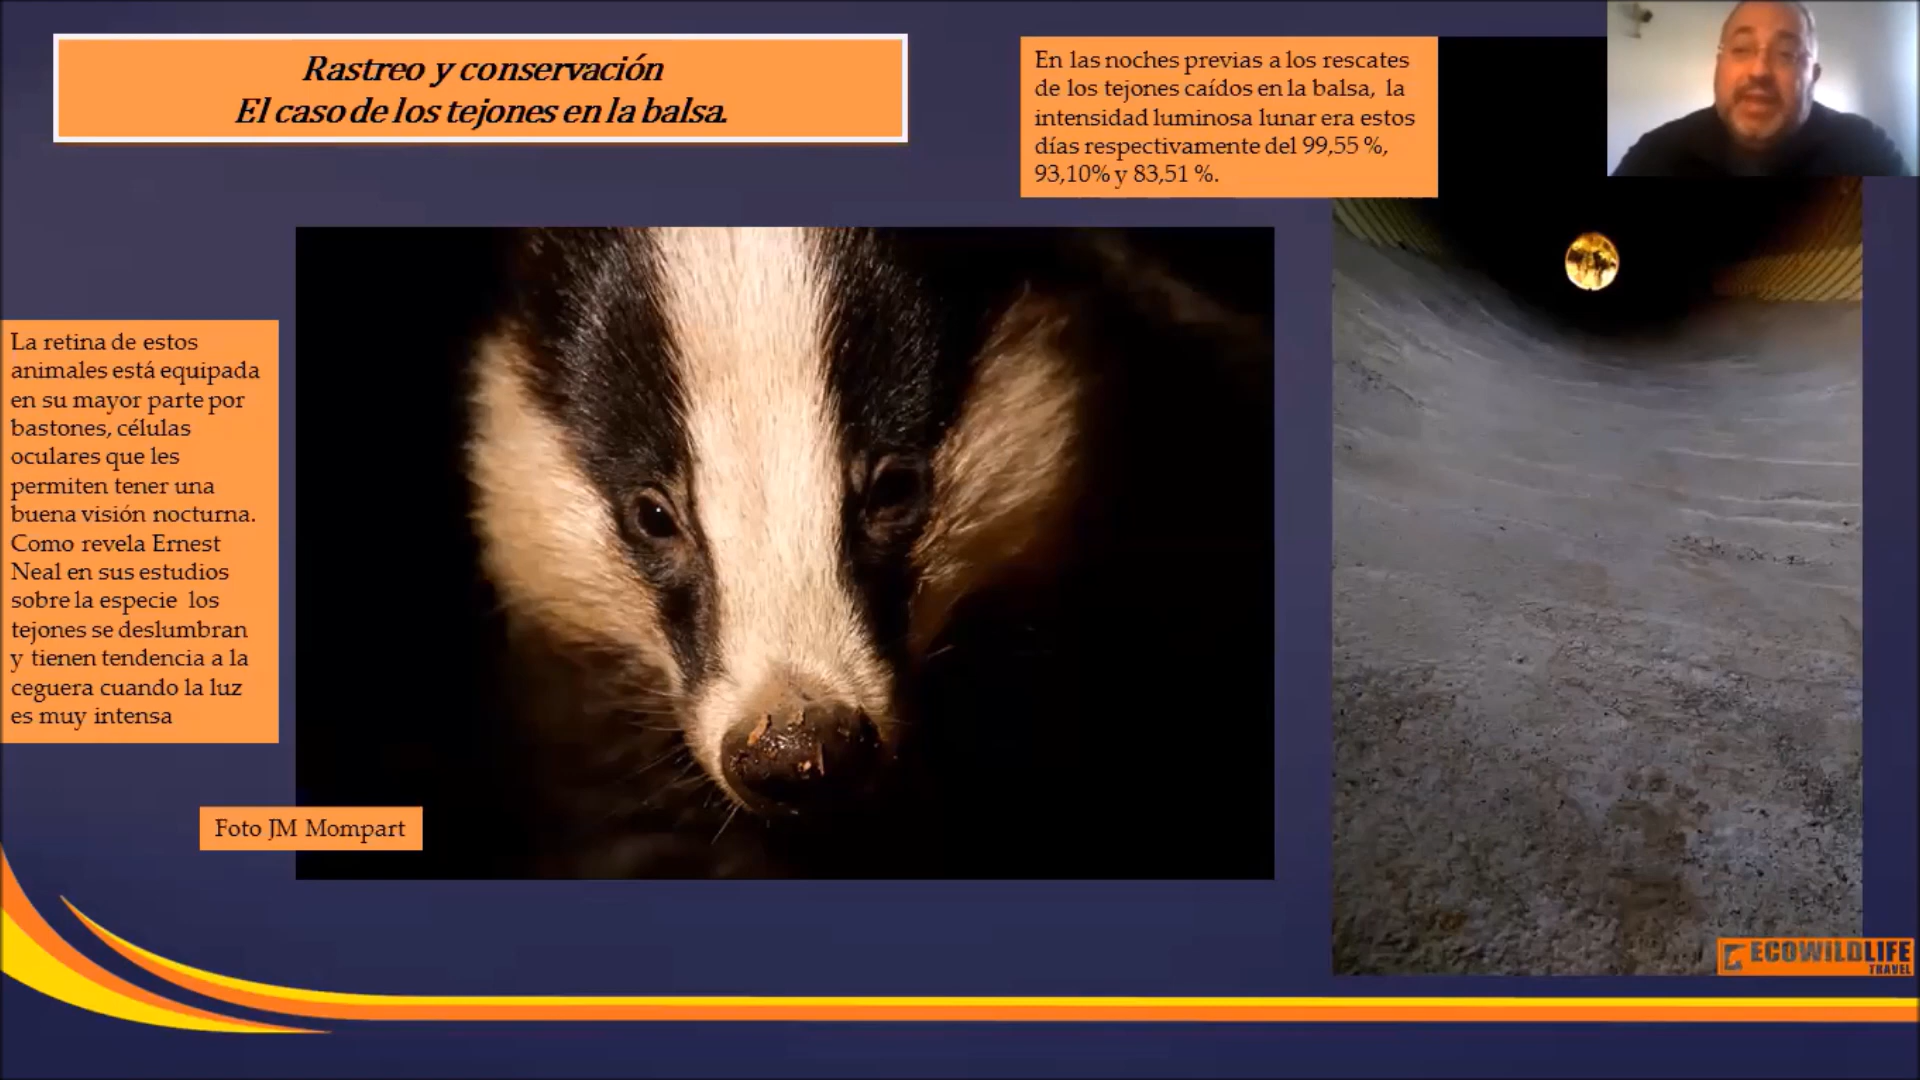 Rastreo y conservación
El caso de los tejones en la balsa.
En las noches previas a los rescates
de los tejones caídos en la balsa, la
intensidad luminosa lunar era estos
días respectivamente del 99,55 %,
93,10% y 83,51 %.
La retina de estos
animales está equipada
en su mayor parte por
bastones, células
oculares que les
permiten tener una
buena visión nocturna.
Como revela Ernest
Neal en sus estudios
sobre la especie los
tejones se deslumbran
y tienen tendencia a la
ceguera cuando la luz
es muy intensa
Foto JM Mompart
ECOWILDLIFE
TRAVEL